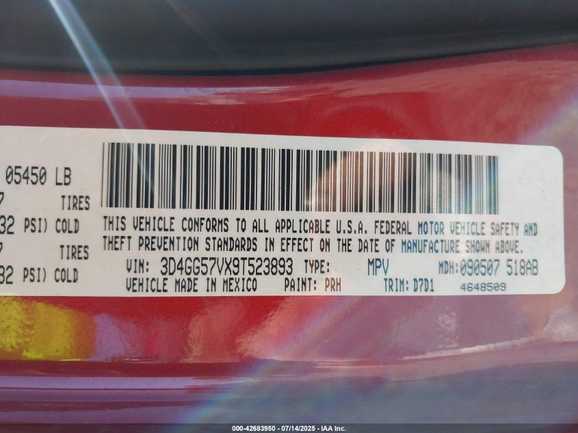 05450 LB
TIRES
32 PSI) COLD
TIRES
32 PSI) COLD
THIS VEHICLE CONFORMS TO ALL APPLICABLE U.S.A. FEDERAL MOTOR VEHICLE SAFETY AND
THEFT PREVENTION STANDARDS IN EFFECT ON THE DATE OF MANUFACTURE SHOWN ABOVE.
VIN: 3D4GG57VX9T523893 TYPE: MPV MDH: 090507 518AB
VEHICLE MADE IN MEXICO PAINT: PRH TRIM: D7D1 4648509
000-42683950 - 07/14/2025 - IAA Inc.